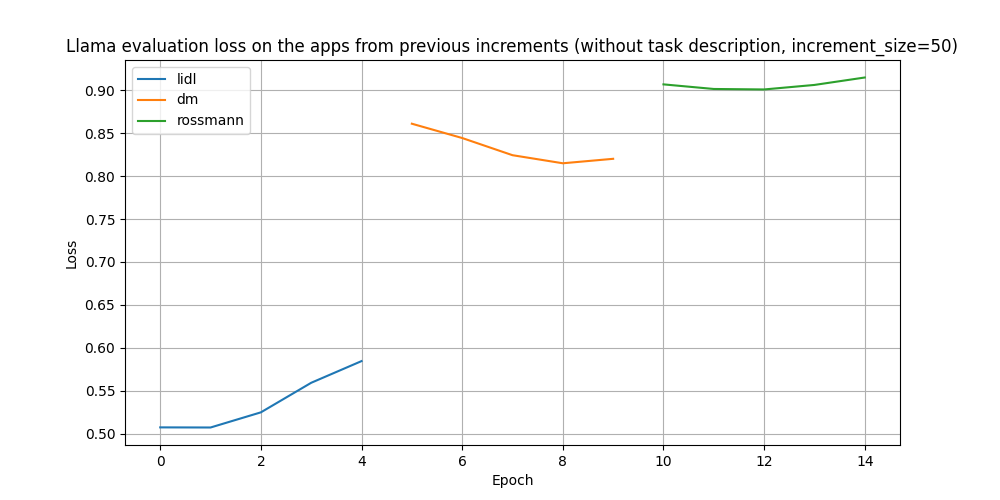 Llama evaluation loss on the apps from previous increments (without task description, increment_size=50)
lidl
dm
rossmann
0.90
0.85
0.80
0.75
0.70
0.65
0.60
0.55
0.50
Loss
0 2 4 6 8 10 12 14
Epoch